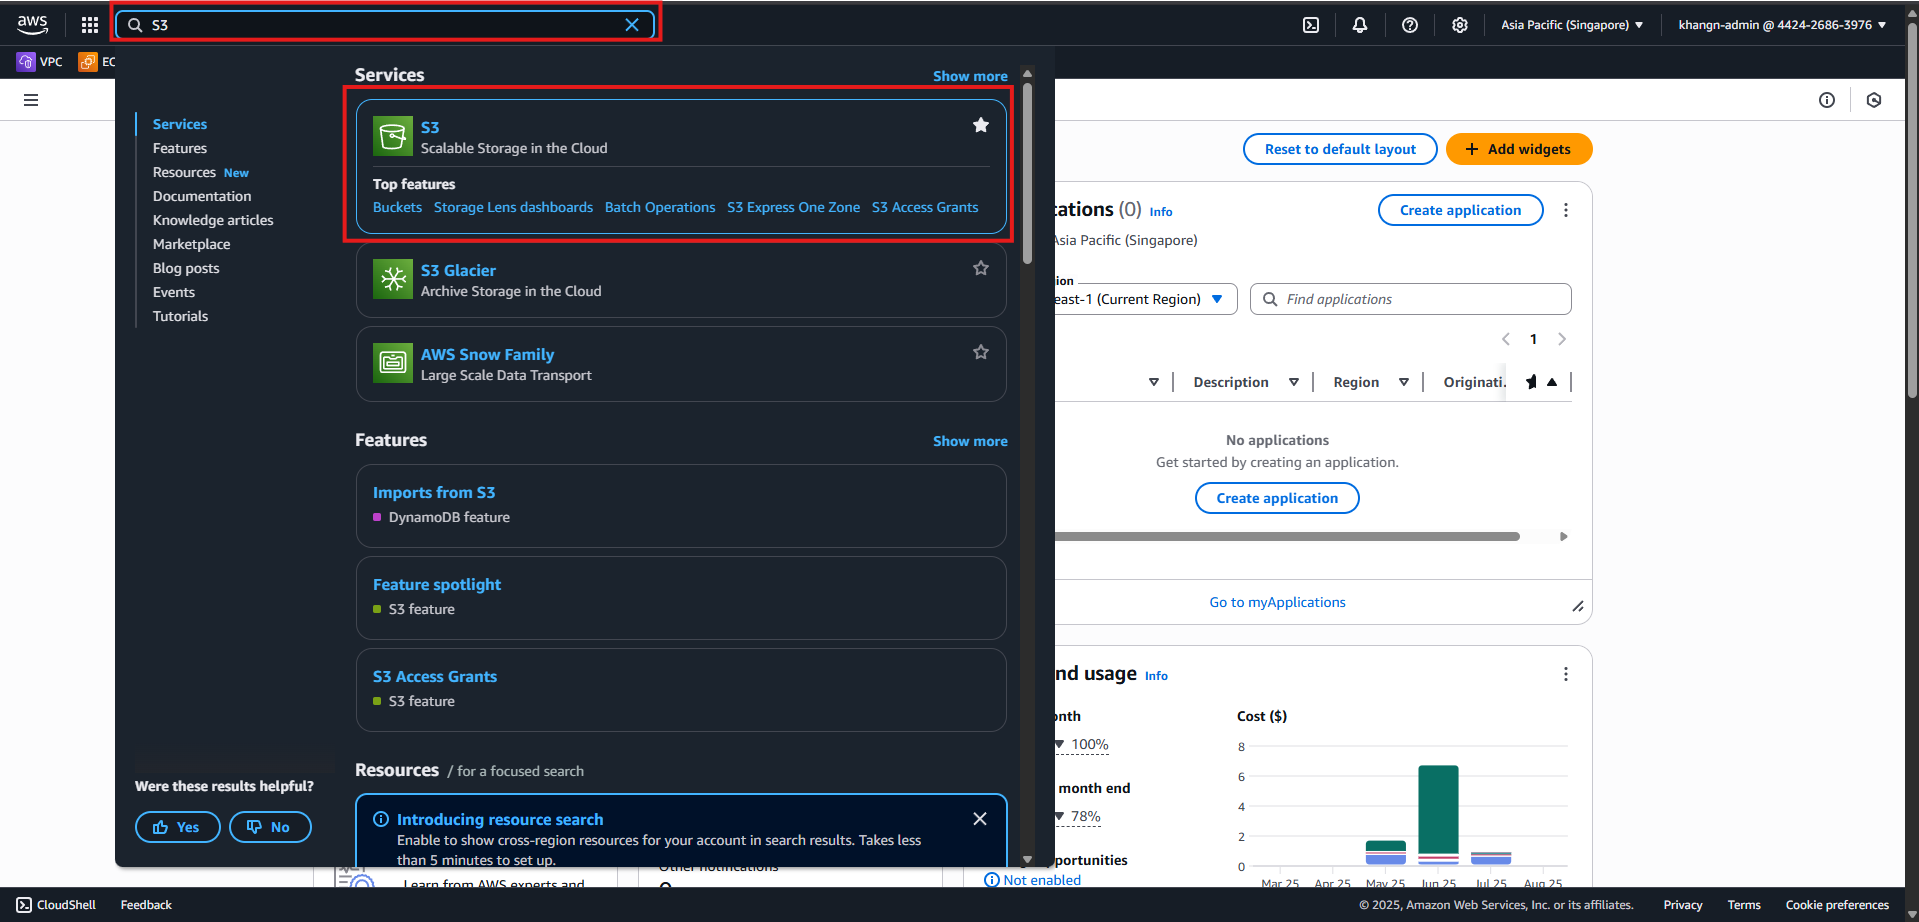 aws
S3
Asia Pacific (Singapore)
khangn-admin @ 4424-2686-3976
VPC
EC
Services
Features
Resources New
Documentation
Knowledge articles
Marketplace
Blog posts
Events
Tutorials
Were these results helpful?
Yes
No
Services
Show more
S3
Scalable Storage in the Cloud
Top features
Buckets Storage Lens dashboards Batch Operations S3 Express One Zone S3 Access Grants
S3 Glacier
Archive Storage in the Cloud
AWS Snow Family
Large Scale Data Transport
Features
Show more
Imports from S3
DynamoDB feature
Feature spotlight
S3 feature
S3 Access Grants
S3 feature
Resources / for a focused search
Introducing resource search
Enable to show cross-region resources for your account in search results. Takes less
than 5 minutes to set up.
Reset to default layout
+ Add widgets
cations (0) Info
Create application
Asia Pacific (Singapore)
ion
east-1 (Current Region)
Find applications
1
Description
Region
Originati.
No applications
Get started by creating an application.
Create application
Go to myApplications
nd usage Info
onth
100%
month end
78%
pportunities
Not enabled
Cost ($)
8
6
4
2
0
Mar 25 Apr 25 May 25 Jun 25 Jul 25 Aug 25
Learn from AWS experts and
Other notifications
CloudShell
Feedback
© 2025, Amazon Web Services, Inc. or its affiliates.
Privacy
Terms
Cookie preferences